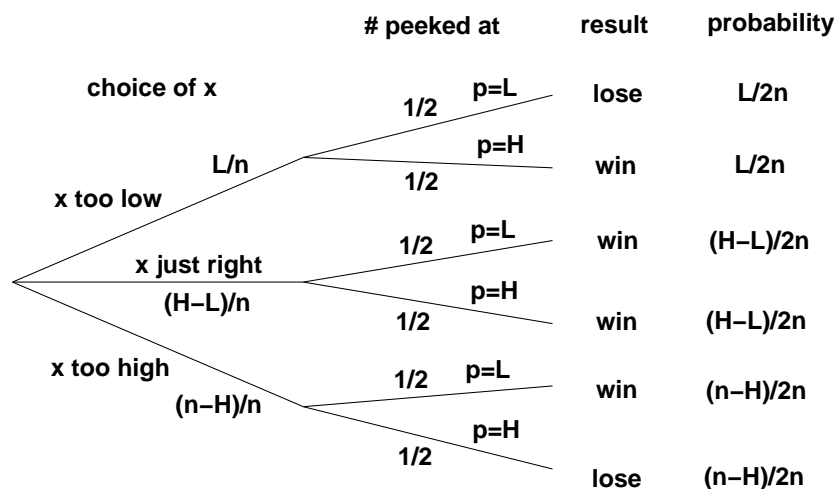 # peeked at result probability
choice of x
p=L
1/2
lose L/2n
L/n
p=H
1/2
win L/2n
x too low
p=L
1/2
win (H−L)/2n
x just right
(H−L)/n
p=H
1/2
win (H−L)/2n
x too high
(n−H)/n
p=L
1/2
win (n−H)/2n
p=H
1/2
lose (n−H)/2n